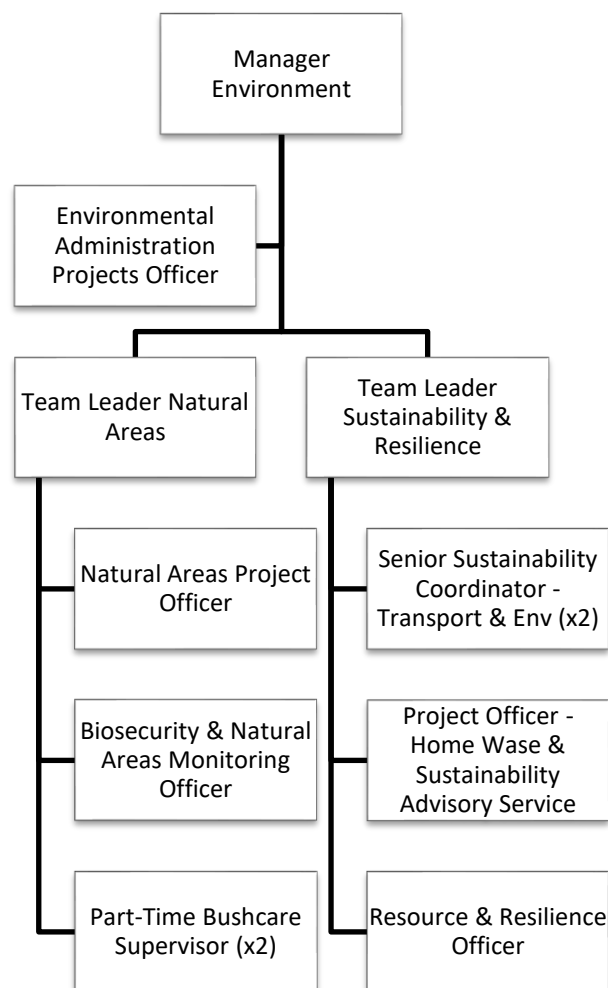 Manager
Environment
Environmental
Administration
Projects Officer
Team Leader Natural
Areas
Team Leader
Sustainability &
Resilience
Natural Areas Project
Officer
Senior Sustainability
Coordinator -
Transport & Env (x2)
Biosecurity & Natural
Areas Monitoring
Officer
Project Officer -
Home Wase &
Sustainability
Advisory Service
Part-Time Bushcare
Supervisor (x2)
Resource & Resilience
Officer